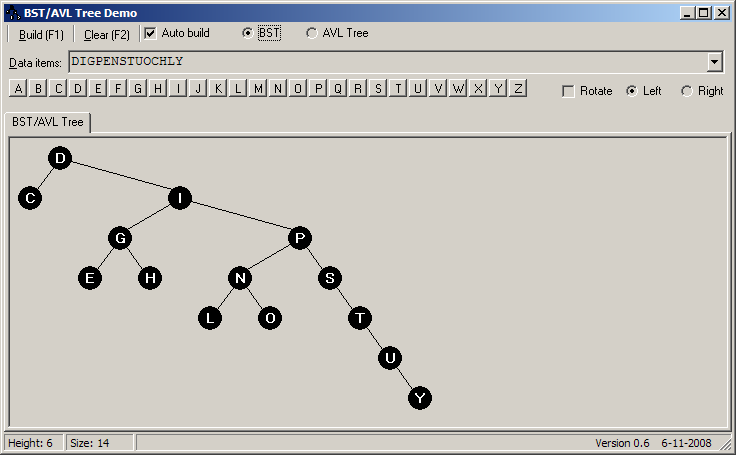 BST/AVL Tree Demo
Build (F1) Clear (F2) Auto build BST AVL Tree
Data items: DIGPENSTUOCHLY
A B C D E F G H I J K L M N O P Q R S T U V W X Y Z Rotate Left Right
BST/AVL Tree
D
C I
G P
E H N S
L O T
U
Y
Height: 6 Size: 14 Version 0.6 6-11-2008